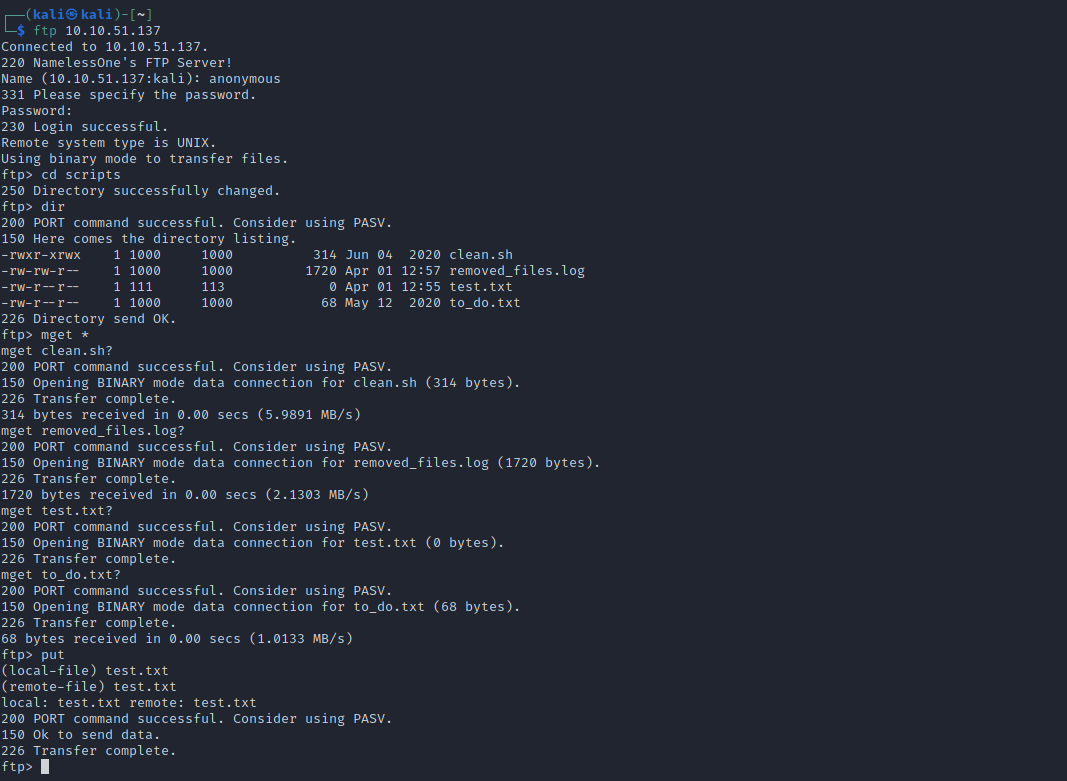 ┌──(kali㉿kali)-[~]
└─$ ftp 10.10.51.137
Connected to 10.10.51.137.
220 NamelessOne's FTP Server!
Name (10.10.51.137:kali): anonymous
331 Please specify the password.
Password:
230 Login successful.
Remote system type is UNIX.
Using binary mode to transfer files.
ftp> cd scripts
250 Directory successfully changed.
ftp> dir
200 PORT command successful. Consider using PASV.
150 Here comes the directory listing.
-rwxr-xrwx    1 1000     1000          314 Jun 04  2020 clean.sh
-rw-rw-r--    1 1000     1000         1720 Apr 01 12:57 removed_files.log
-rw-r--r--    1 111      113             0 Apr 01 12:55 test.txt
-rw-r--r--    1 1000     1000           68 May 12  2020 to_do.txt
226 Directory send OK.
ftp> mget *
mget clean.sh?
200 PORT command successful. Consider using PASV.
150 Opening BINARY mode data connection for clean.sh (314 bytes).
226 Transfer complete.
314 bytes received in 0.00 secs (5.9891 MB/s)
mget removed_files.log?
200 PORT command successful. Consider using PASV.
150 Opening BINARY mode data connection for removed_files.log (1720 bytes).
226 Transfer complete.
1720 bytes received in 0.00 secs (2.1303 MB/s)
mget test.txt?
200 PORT command successful. Consider using PASV.
150 Opening BINARY mode data connection for test.txt (0 bytes).
226 Transfer complete.
mget to_do.txt?
200 PORT command successful. Consider using PASV.
150 Opening BINARY mode data connection for to_do.txt (68 bytes).
226 Transfer complete.
68 bytes received in 0.00 secs (1.0133 MB/s)
ftp> put
(local-file) test.txt
(remote-file) test.txt
local: test.txt remote: test.txt
200 PORT command successful. Consider using PASV.
150 Ok to send data.
226 Transfer complete.
ftp>